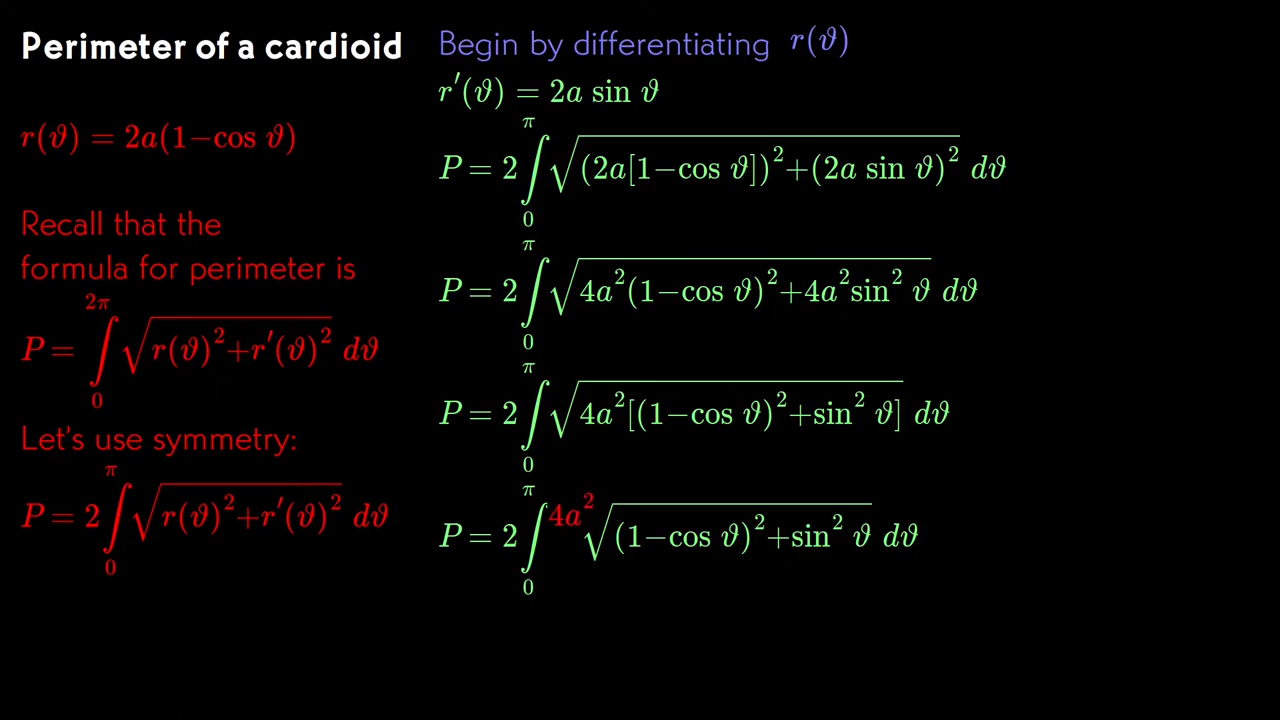 Perimeter of a cardioid
r(ϑ) = 2a(1−cos ϑ)
Recall that the
formula for perimeter is
P = ∫₀^{2π} √(r(ϑ)²+r′(ϑ)²) dϑ
Let's use symmetry:
P = 2∫₀^π √(r(ϑ)²+r′(ϑ)²) dϑ
Begin by differentiating r(ϑ)
r′(ϑ) = 2a sin ϑ
P = 2∫₀^π √((2a[1−cos ϑ])²+(2a sin ϑ)²) dϑ
P = 2∫₀^π √(4a²(1−cos ϑ)²+4a²sin² ϑ) dϑ
P = 2∫₀^π √(4a²[(1−cos ϑ)²+sin² ϑ]) dϑ
P = 2∫₀^π 4a² √((1−cos ϑ)²+sin² ϑ) dϑ